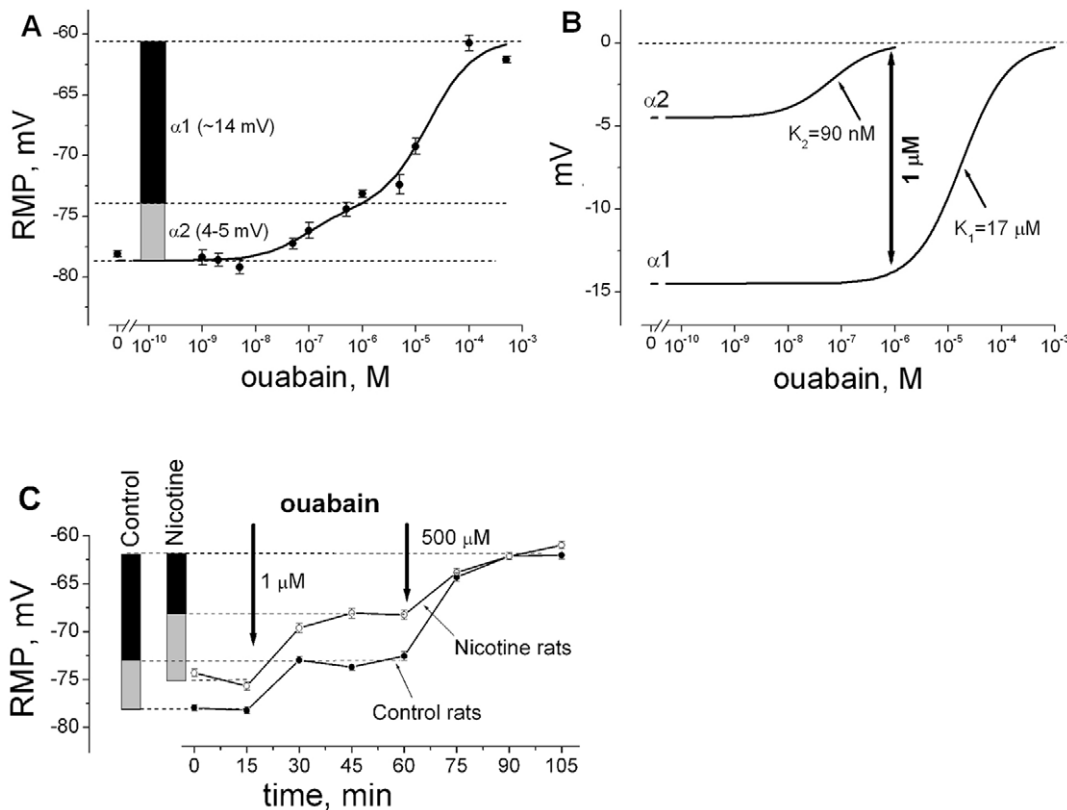 A
RMP, mV
-60
-65
-70
-75
-80
α1 (~14 mV)
α2 (4-5 mV)
0 10⁻¹⁰ 10⁻⁹ 10⁻⁸ 10⁻⁷ 10⁻⁶ 10⁻⁵ 10⁻⁴ 10⁻³
ouabain, M
B
mV
0
-5
-10
-15
α2
K₂=90 nM
1 μM
α1
K₁=17 μM
0 10⁻¹⁰ 10⁻⁹ 10⁻⁸ 10⁻⁷ 10⁻⁶ 10⁻⁵ 10⁻⁴ 10⁻³
ouabain, M
C
Control
Nicotine
ouabain
RMP, mV
-60
-65
-70
-75
-80
1 μM
500 μM
Nicotine rats
Control rats
0 15 30 45 60 75 90 105
time, min